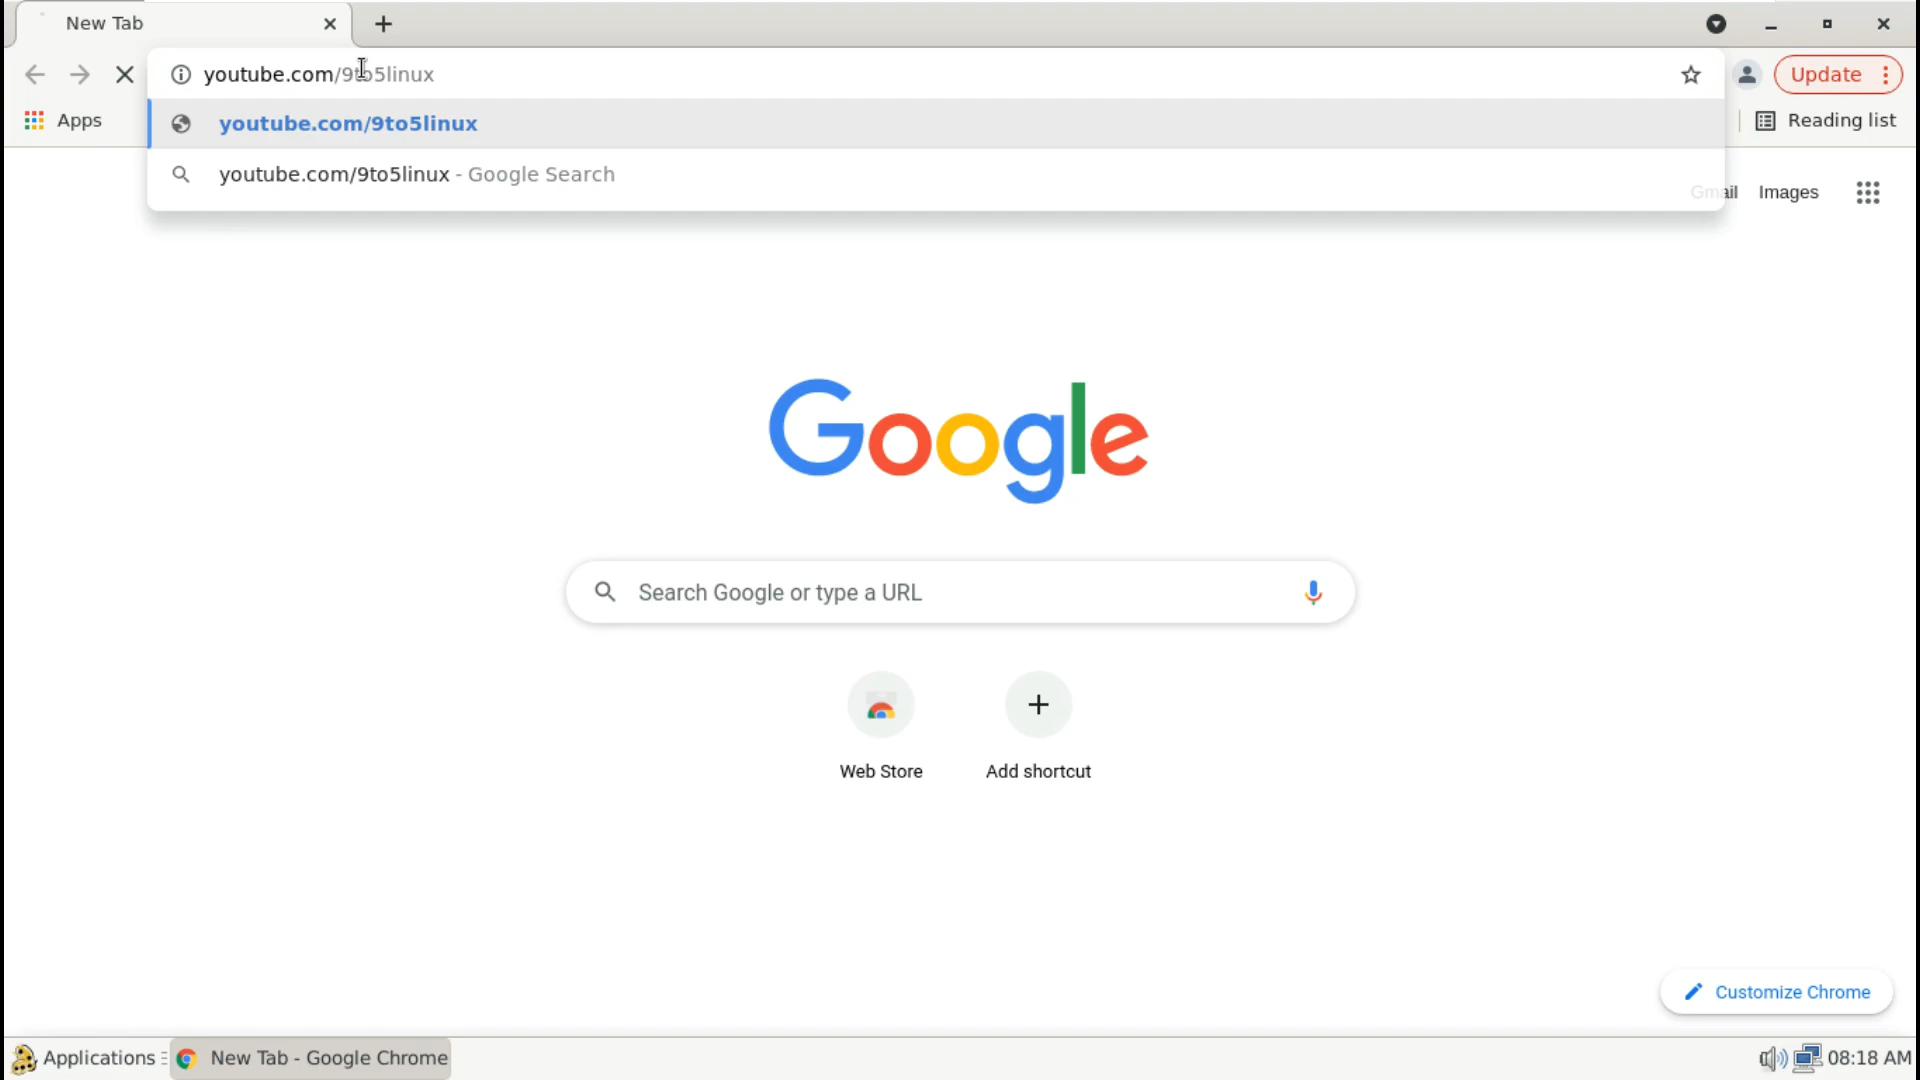 New Tab
youtube.com/9to5linux
Update
Apps
youtube.com/9to5linux
Reading list
youtube.com/9to5linux - Google Search
Gmail
Images
Google
Search Google or type a URL
Web Store
Add shortcut
Customize Chrome
Applications
New Tab - Google Chrome
08:18 AM